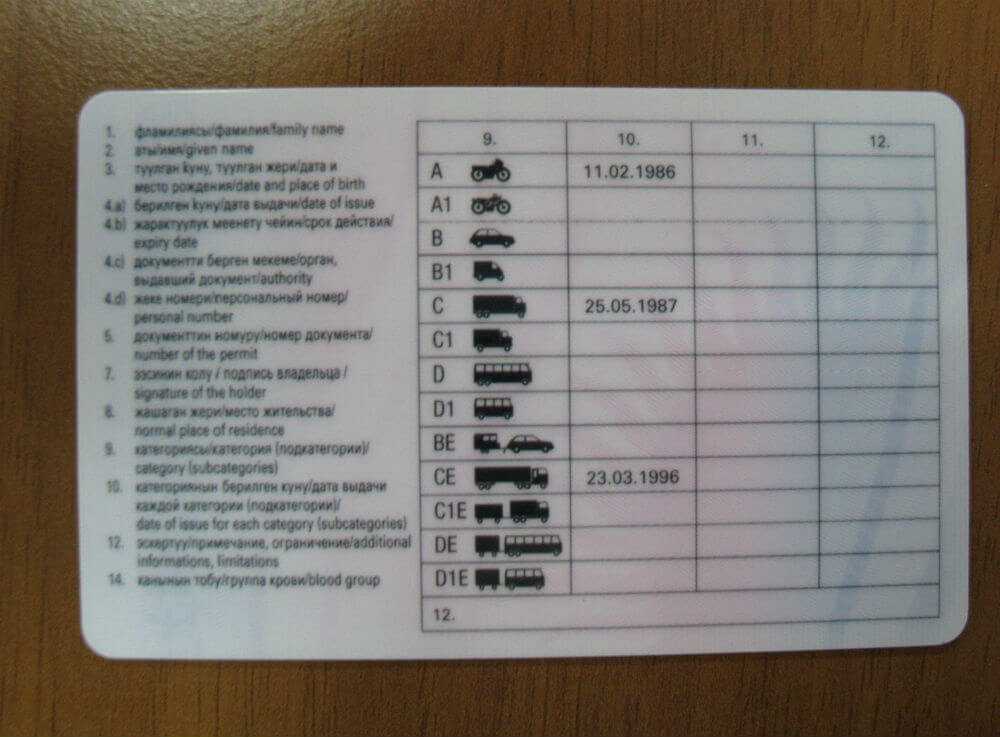 1. фламилиясы/фамилия/family name
2. аты/имя/given name
3. туулган куну, туулган жери/дата и
место рождения/date and place of birth
4.a) берилген куну/дата выдачи/date of issue
4.b) жарактуулук меенету чейин/срок действия/
expiry date
4.c) документти берген мекеме/орган,
выдавший документ/authority
4.d) жеке номери/персональный номер/
personal number
5. документтин номуру/номер документа/
number of the permit
7. ээсинин колу / подпись владельца /
signature of the holder
8. жашаган жери/место жительства/
normal place of residence
9. категориясы/категория (подкатегории)/
category (subcategories)
10. категориянын берилген куну/дата выдачи
каждой категории (подкатегории)/
date of issue for each category (subcategories)
12. эскертуу/примечание, ограничение/additional
informations, limitations
14. канынын тобу/группа крови/blood group
9. 10. 11. 12.
A 11.02.1986
A1
B
B1
C 25.05.1987
C1
D
D1
BE
CE 23.03.1996
C1E
DE
D1E
12.